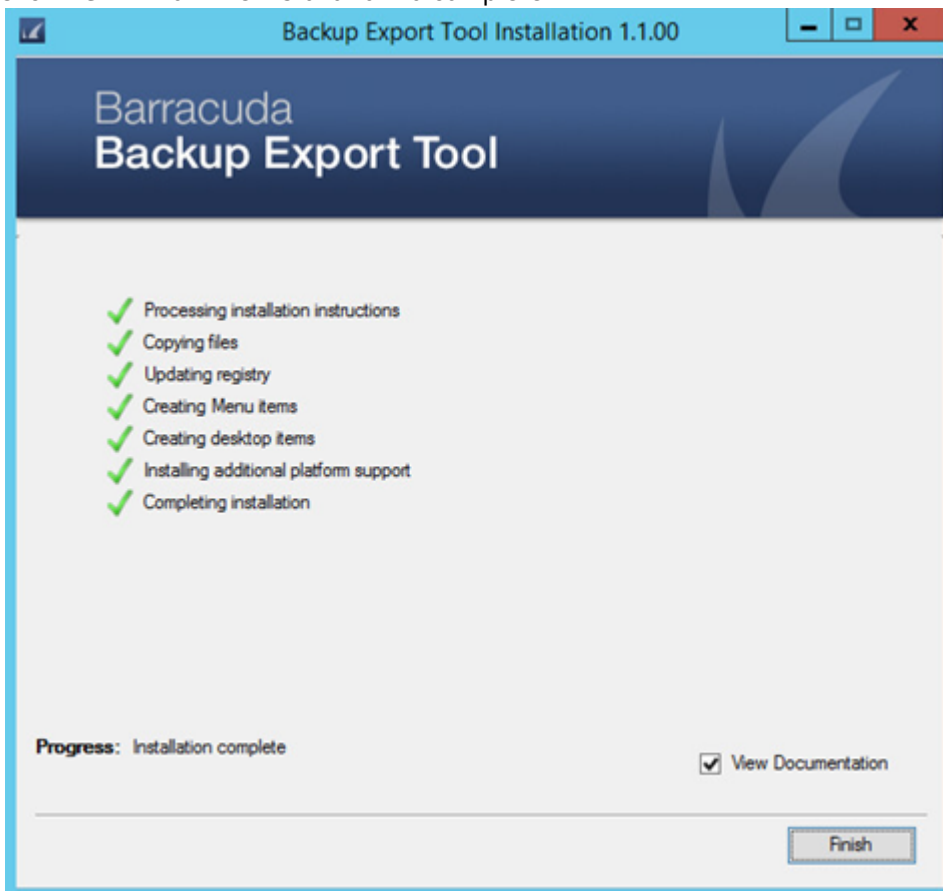 Backup Export Tool Installation 1.1.00
Barracuda
Backup Export Tool
Processing installation instructions
Copying files
Updating registry
Creating Menu items
Creating desktop items
Installing additional platform support
Completing installation
Progress: Installation complete
View Documentation
Finish